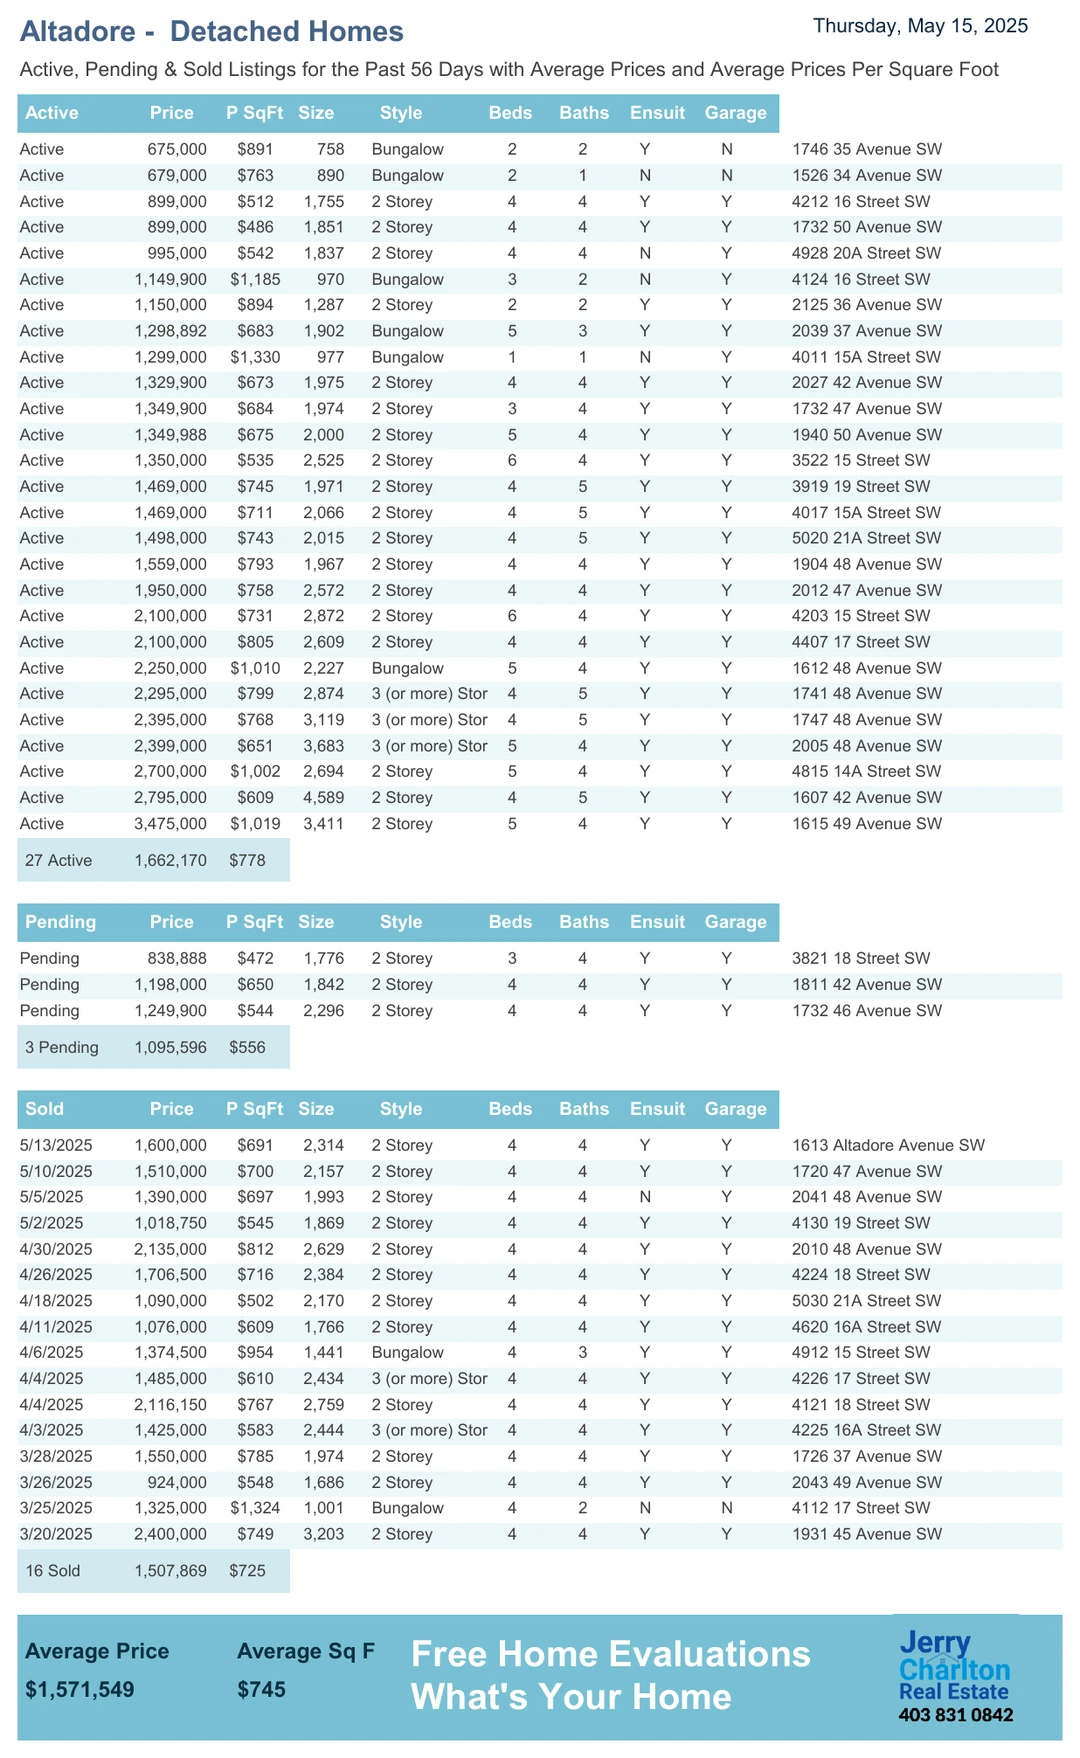 Altadore -  Detached Homes
Thursday, May 15, 2025
Active, Pending & Sold Listings for the Past 56 Days with Average Prices and Average Prices Per Square Foot
Active Price P SqFt Size Style Beds Baths Ensuit Garage
Active 675,000 $891 758 Bungalow 2 2 Y N 1746 35 Avenue SW
Active 679,000 $763 890 Bungalow 2 1 N N 1526 34 Avenue SW
Active 899,000 $512 1,755 2 Storey 4 4 Y Y 4212 16 Street SW
Active 899,000 $486 1,851 2 Storey 4 4 Y Y 1732 50 Avenue SW
Active 995,000 $542 1,837 2 Storey 4 4 N Y 4928 20A Street SW
Active 1,149,900 $1,185 970 Bungalow 3 2 N Y 4124 16 Street SW
Active 1,150,000 $894 1,287 2 Storey 2 2 Y Y 2125 36 Avenue SW
Active 1,298,892 $683 1,902 Bungalow 5 3 Y Y 2039 37 Avenue SW
Active 1,299,000 $1,330 977 Bungalow 1 1 N Y 4011 15A Street SW
Active 1,329,900 $673 1,975 2 Storey 4 4 Y Y 2027 42 Avenue SW
Active 1,349,900 $684 1,974 2 Storey 3 4 Y Y 1732 47 Avenue SW
Active 1,349,988 $675 2,000 2 Storey 5 4 Y Y 1940 50 Avenue SW
Active 1,350,000 $535 2,525 2 Storey 6 4 Y Y 3522 15 Street SW
Active 1,469,000 $745 1,971 2 Storey 4 5 Y Y 3919 19 Street SW
Active 1,469,000 $711 2,066 2 Storey 4 5 Y Y 4017 15A Street SW
Active 1,498,000 $743 2,015 2 Storey 4 5 Y Y 5020 21A Street SW
Active 1,559,000 $793 1,967 2 Storey 4 4 Y Y 1904 48 Avenue SW
Active 1,950,000 $758 2,572 2 Storey 4 4 Y Y 2012 47 Avenue SW
Active 2,100,000 $731 2,872 2 Storey 6 4 Y Y 4203 15 Street SW
Active 2,100,000 $805 2,609 2 Storey 4 4 Y Y 4407 17 Street SW
Active 2,250,000 $1,010 2,227 Bungalow 5 4 Y Y 1612 48 Avenue SW
Active 2,295,000 $799 2,874 3 (or more) Stor 4 5 Y Y 1741 48 Avenue SW
Active 2,395,000 $768 3,119 3 (or more) Stor 4 5 Y Y 1747 48 Avenue SW
Active 2,399,000 $651 3,683 3 (or more) Stor 5 4 Y Y 2005 48 Avenue SW
Active 2,700,000 $1,002 2,694 2 Storey 5 4 Y Y 4815 14A Street SW
Active 2,795,000 $609 4,589 2 Storey 4 5 Y Y 1607 42 Avenue SW
Active 3,475,000 $1,019 3,411 2 Storey 5 4 Y Y 1615 49 Avenue SW
27 Active 1,662,170 $778
Pending Price P SqFt Size Style Beds Baths Ensuit Garage
Pending 838,888 $472 1,776 2 Storey 3 4 Y Y 3821 18 Street SW
Pending 1,198,000 $650 1,842 2 Storey 4 4 Y Y 1811 42 Avenue SW
Pending 1,249,900 $544 2,296 2 Storey 4 4 Y Y 1732 46 Avenue SW
3 Pending 1,095,596 $556
Sold Price P SqFt Size Style Beds Baths Ensuit Garage
5/13/2025 1,600,000 $691 2,314 2 Storey 4 4 Y Y 1613 Altadore Avenue SW
5/10/2025 1,510,000 $700 2,157 2 Storey 4 4 Y Y 1720 47 Avenue SW
5/5/2025 1,390,000 $697 1,993 2 Storey 4 4 N Y 2041 48 Avenue SW
5/2/2025 1,018,750 $545 1,869 2 Storey 4 4 Y Y 4130 19 Street SW
4/30/2025 2,135,000 $812 2,629 2 Storey 4 4 Y Y 2010 48 Avenue SW
4/26/2025 1,706,500 $716 2,384 2 Storey 4 4 Y Y 4224 18 Street SW
4/18/2025 1,090,000 $502 2,170 2 Storey 4 4 Y Y 5030 21A Street SW
4/11/2025 1,076,000 $609 1,766 2 Storey 4 4 Y Y 4620 16A Street SW
4/6/2025 1,374,500 $954 1,441 Bungalow 4 3 Y Y 4912 15 Street SW
4/4/2025 1,485,000 $610 2,434 3 (or more) Stor 4 4 Y Y 4226 17 Street SW
4/4/2025 2,116,150 $767 2,759 2 Storey 4 4 Y Y 4121 18 Street SW
4/3/2025 1,425,000 $583 2,444 3 (or more) Stor 4 4 Y Y 4225 16A Street SW
3/28/2025 1,550,000 $785 1,974 2 Storey 4 4 Y Y 1726 37 Avenue SW
3/26/2025 924,000 $548 1,686 2 Storey 4 4 Y Y 2043 49 Avenue SW
3/25/2025 1,325,000 $1,324 1,001 Bungalow 4 2 N N 4112 17 Street SW
3/20/2025 2,400,000 $749 3,203 2 Storey 4 4 Y Y 1931 45 Avenue SW
16 Sold 1,507,869 $725
Average Price Average Sq F
$1,571,549 $745
Free Home Evaluations
What's Your Home
Jerry
Charlton
Real Estate
403 831 0842